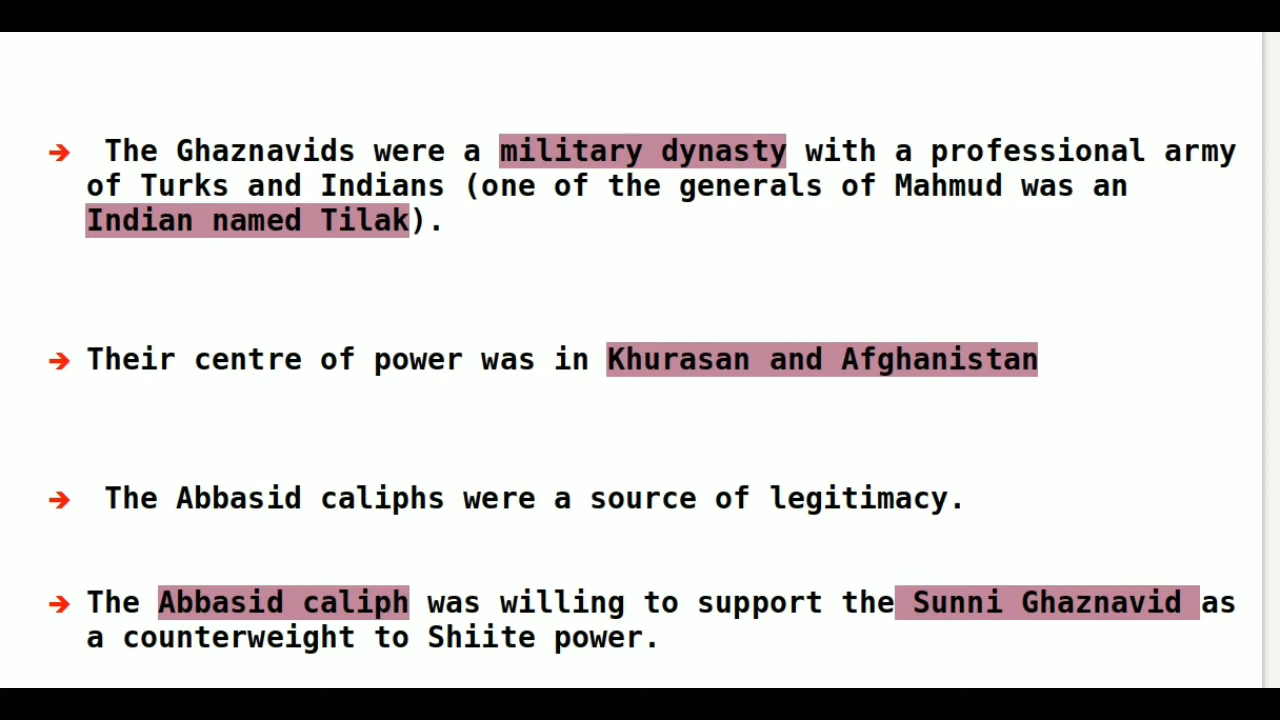 ➔ The Ghaznavids were a military dynasty with a professional army
of Turks and Indians (one of the generals of Mahmud was an
Indian named Tilak).
➔ Their centre of power was in Khurasan and Afghanistan
➔ The Abbasid caliphs were a source of legitimacy.
➔ The Abbasid caliph was willing to support the Sunni Ghaznavid as
a counterweight to Shiite power.